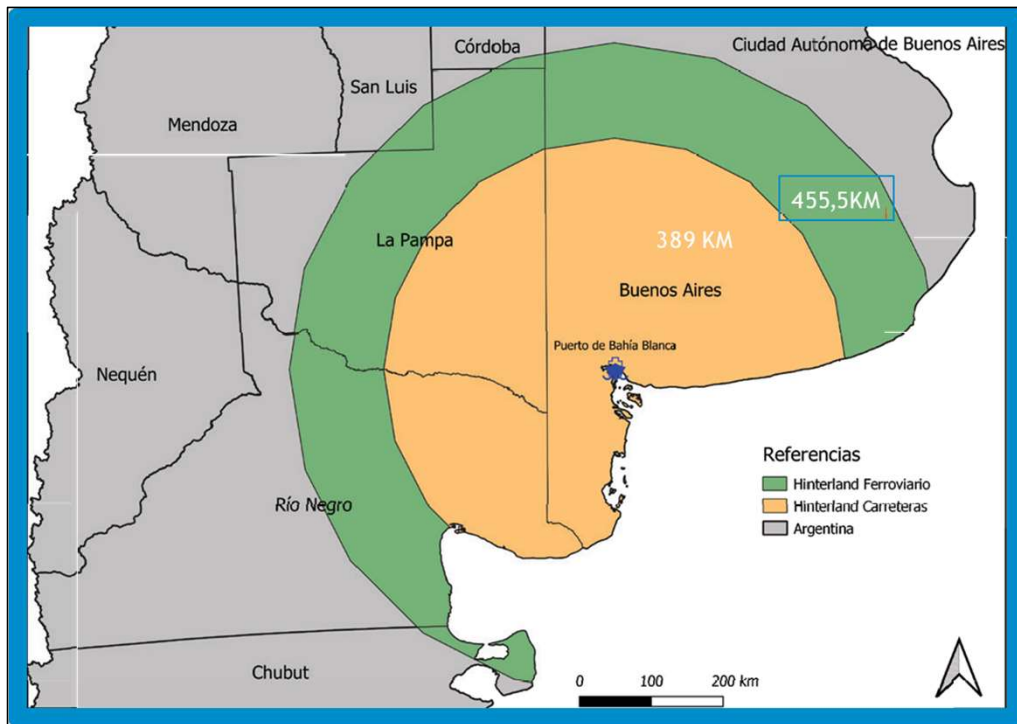 Córdoba
Ciudad Autónoma de Buenos Aires
San Luis
Mendoza
455,5KM
389 KM
La Pampa
Buenos Aires
Puerto de Bahía Blanca
Nequén
Referencias
Hinterland Ferroviario
Hinterland Carreteras
Argentina
Río Negro
Chubut
0 100 200 km